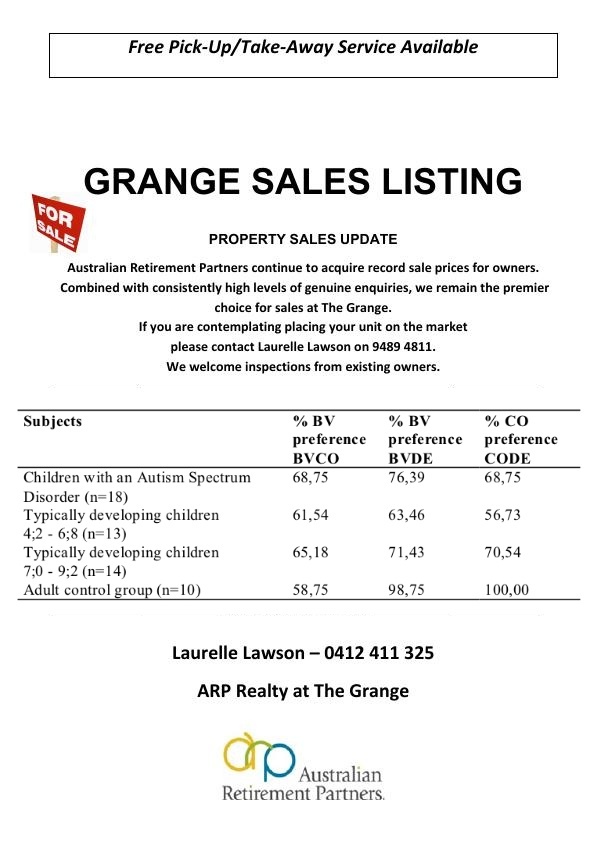 Free Pick-Up/Take-Away Service Available
GRANGE SALES LISTING
FOR
SALE
PROPERTY SALES UPDATE
Australian Retirement Partners continue to acquire record sale prices for owners.
Combined with consistently high levels of genuine enquiries, we remain the premier
choice for sales at The Grange.
If you are contemplating placing your unit on the market
please contact Laurelle Lawson on 9489 4811.
We welcome inspections from existing owners.
Subjects % BV % BV % CO
preference preference preference
BVCO BVDE CODE
Children with an Autism Spectrum 68,75 76,39 68,75
Disorder (n=18)
Typically developing children 61,54 63,46 56,73
4;2 - 6;8 (n=13)
Typically developing children 65,18 71,43 70,54
7;0 - 9;2 (n=14)
Adult control group (n=10) 58,75 98,75 100,00
Laurelle Lawson – 0412 411 325
ARP Realty at The Grange
arp Australian
Retirement Partners.